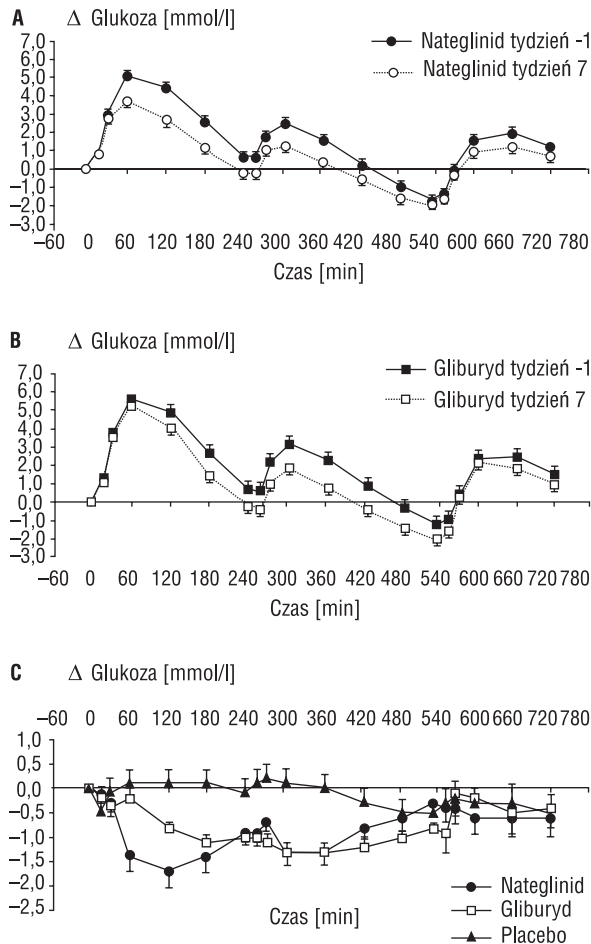 A
Δ Glukoza [mmol/l]
7,0
6,0
5,0
4,0
3,0
2,0
1,0
0,0
–1,0
–2,0
–3,0
Nateglinid tydzień -1
Nateglinid tydzień 7
–60 0 60 120 180 240 300 360 420 480 540 600 660 720 780
Czas [min]
B
Δ Glukoza [mmol/l]
7,0
6,0
5,0
4,0
3,0
2,0
1,0
0,0
–1,0
–2,0
–3,0
Gliburyd tydzień -1
Gliburyd tydzień 7
–60 0 60 120 180 240 300 360 420 480 540 600 660 720 780
Czas [min]
C
Δ Glukoza [mmol/l]
–60 0 60 120 180 240 300 360 420 480 540 600 660 720 780
1,0
0,5
0,0
–0,5
–1,0
–1,5
–2,0
–2,5
Czas [min]
Nateglinid
Gliburyd
Placebo